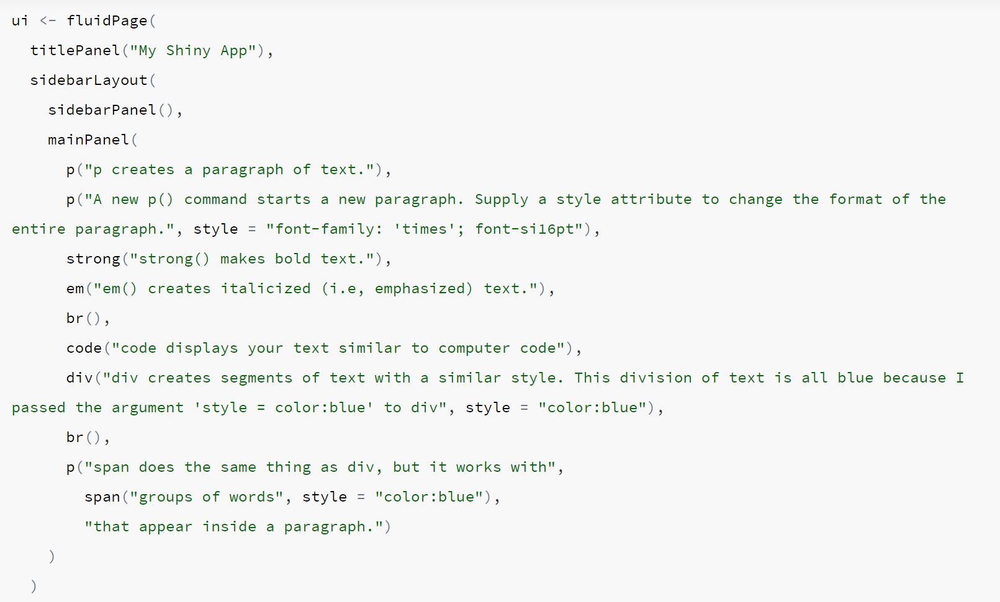 ui <- fluidPage(
  titlePanel("My Shiny App"),
  sidebarLayout(
    sidebarPanel(),
    mainPanel(
      p("p creates a paragraph of text."),
      p("A new p() command starts a new paragraph. Supply a style attribute to change the format of the
entire paragraph.", style = "font-family: 'times'; font-si16pt"),
      strong("strong() makes bold text."),
      em("em() creates italicized (i.e, emphasized) text."),
      br(),
      code("code displays your text similar to computer code"),
      div("div creates segments of text with a similar style. This division of text is all blue because I
passed the argument 'style = color:blue' to div", style = "color:blue"),
      br(),
      p("span does the same thing as div, but it works with",
        span("groups of words", style = "color:blue"),
        "that appear inside a paragraph.")
    )
  )